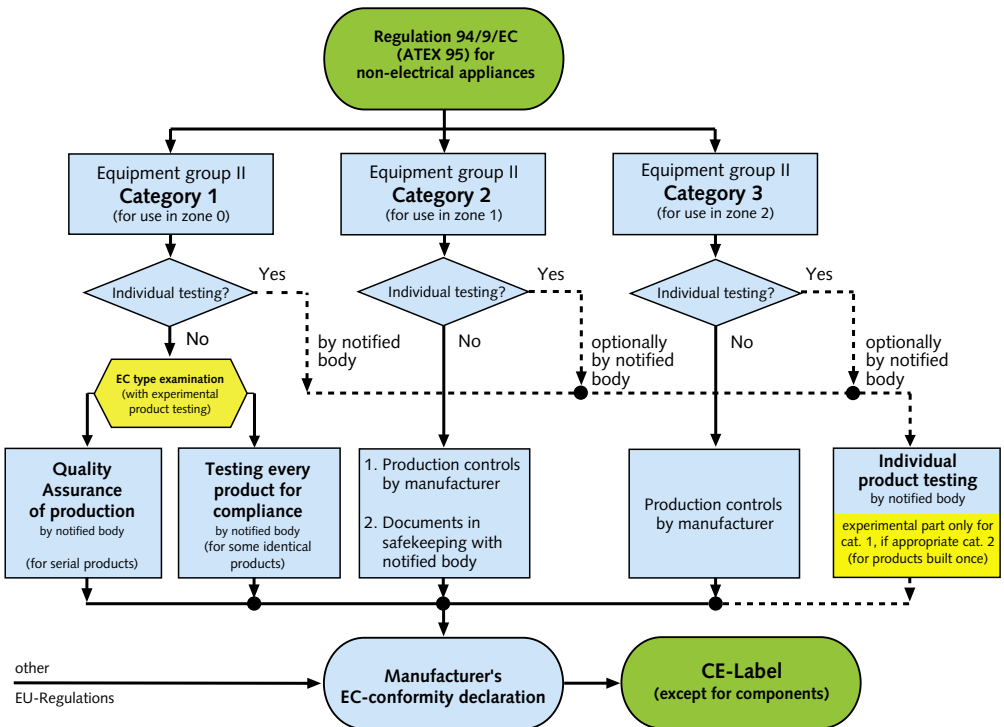 Regulation 94/9/EC
(ATEX 95) for
non-electrical appliances
Equipment group II
Category 1
(for use in zone 0)
Equipment group II
Category 2
(for use in zone 1)
Equipment group II
Category 3
(for use in zone 2)
Individual testing?
Yes
Individual testing?
Yes
Individual testing?
Yes
No
by notified
body
No
optionally
by notified
body
No
optionally
by notified
body
EC type examination
(with experimental
product testing)
Quality
Assurance
of production
by notified body
(for serial products)
Testing every
product for
compliance
by notified body
(for some identical
products)
1. Production controls
by manufacturer
2. Documents in
safekeeping with
notified body
Production controls
by manufacturer
Individual
product testing
by notified body
experimental part only for
cat. 1, if appropriate cat. 2
(for products built once)
other
EU-Regulations
Manufacturer's
EC-conformity declaration
CE-Label
(except for components)